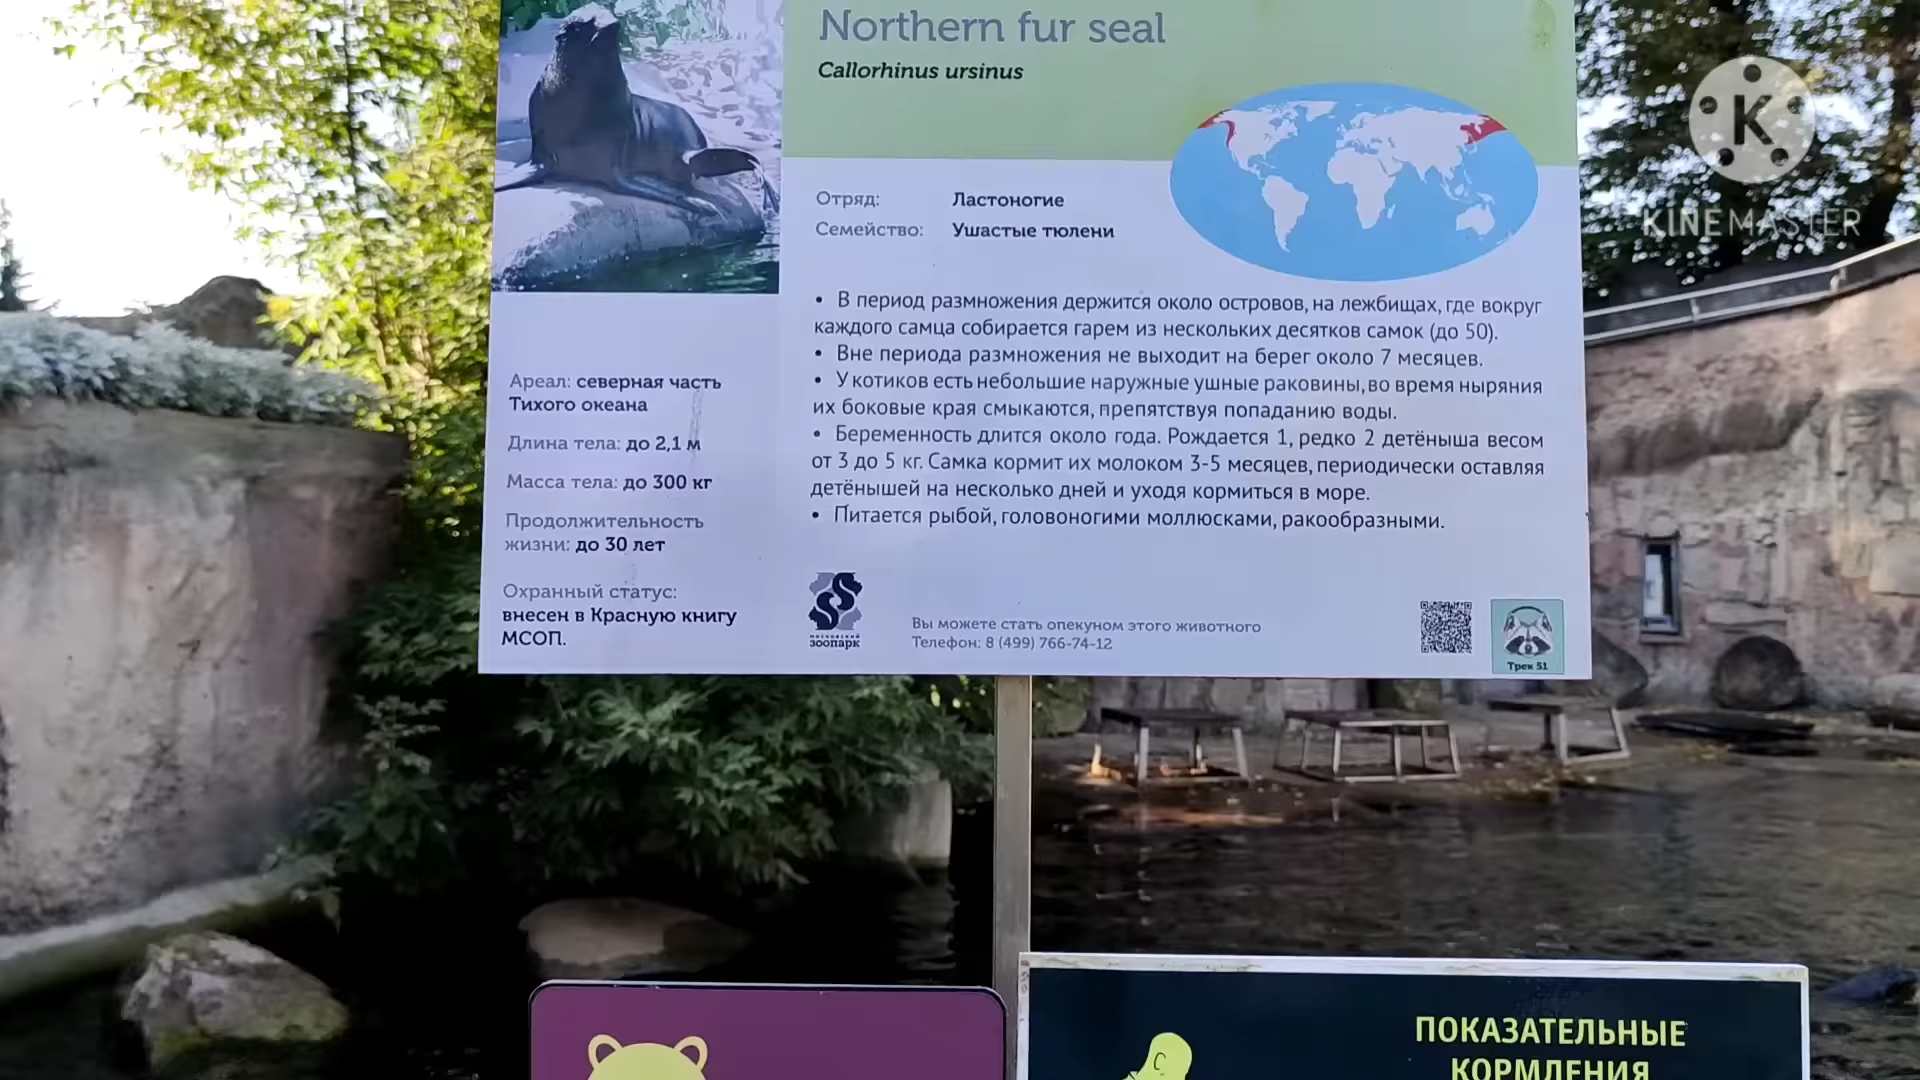 Northern fur seal
Callorhinus ursinus
KINEMASTER
Отряд: Ластоногие
Семейство: Ушастые тюлени
• В период размножения держится около островов, на лежбищах, где вокруг
каждого самца собирается гарем из нескольких десятков самок (до 50).
• Вне периода размножения не выходит на берег около 7 месяцев.
• У котиков есть небольшие наружные ушные раковины, во время ныряния
их боковые края смыкаются, препятствуя попаданию воды.
• Беременность длится около года. Рождается 1, редко 2 детёныша весом
от 3 до 5 кг. Самка кормит их молоком 3-5 месяцев, периодически оставляя
детёнышей на несколько дней и уходя кормиться в море.
• Питается рыбой, головоногими моллюсками, ракообразными.
Ареал: северная часть
Тихого океана
Длина тела: до 2,1 м
Масса тела: до 300 кг
Продолжительность
жизни: до 30 лет
Охранный статус:
внесен в Красную книгу
МСОП.
московский
зоопарк
Вы можете стать опекуном этого животного
Телефон: 8 (499) 766-74-12
Трек 51
ПОКАЗАТЕЛЬНЫЕ
КОРМЛЕНИЯ